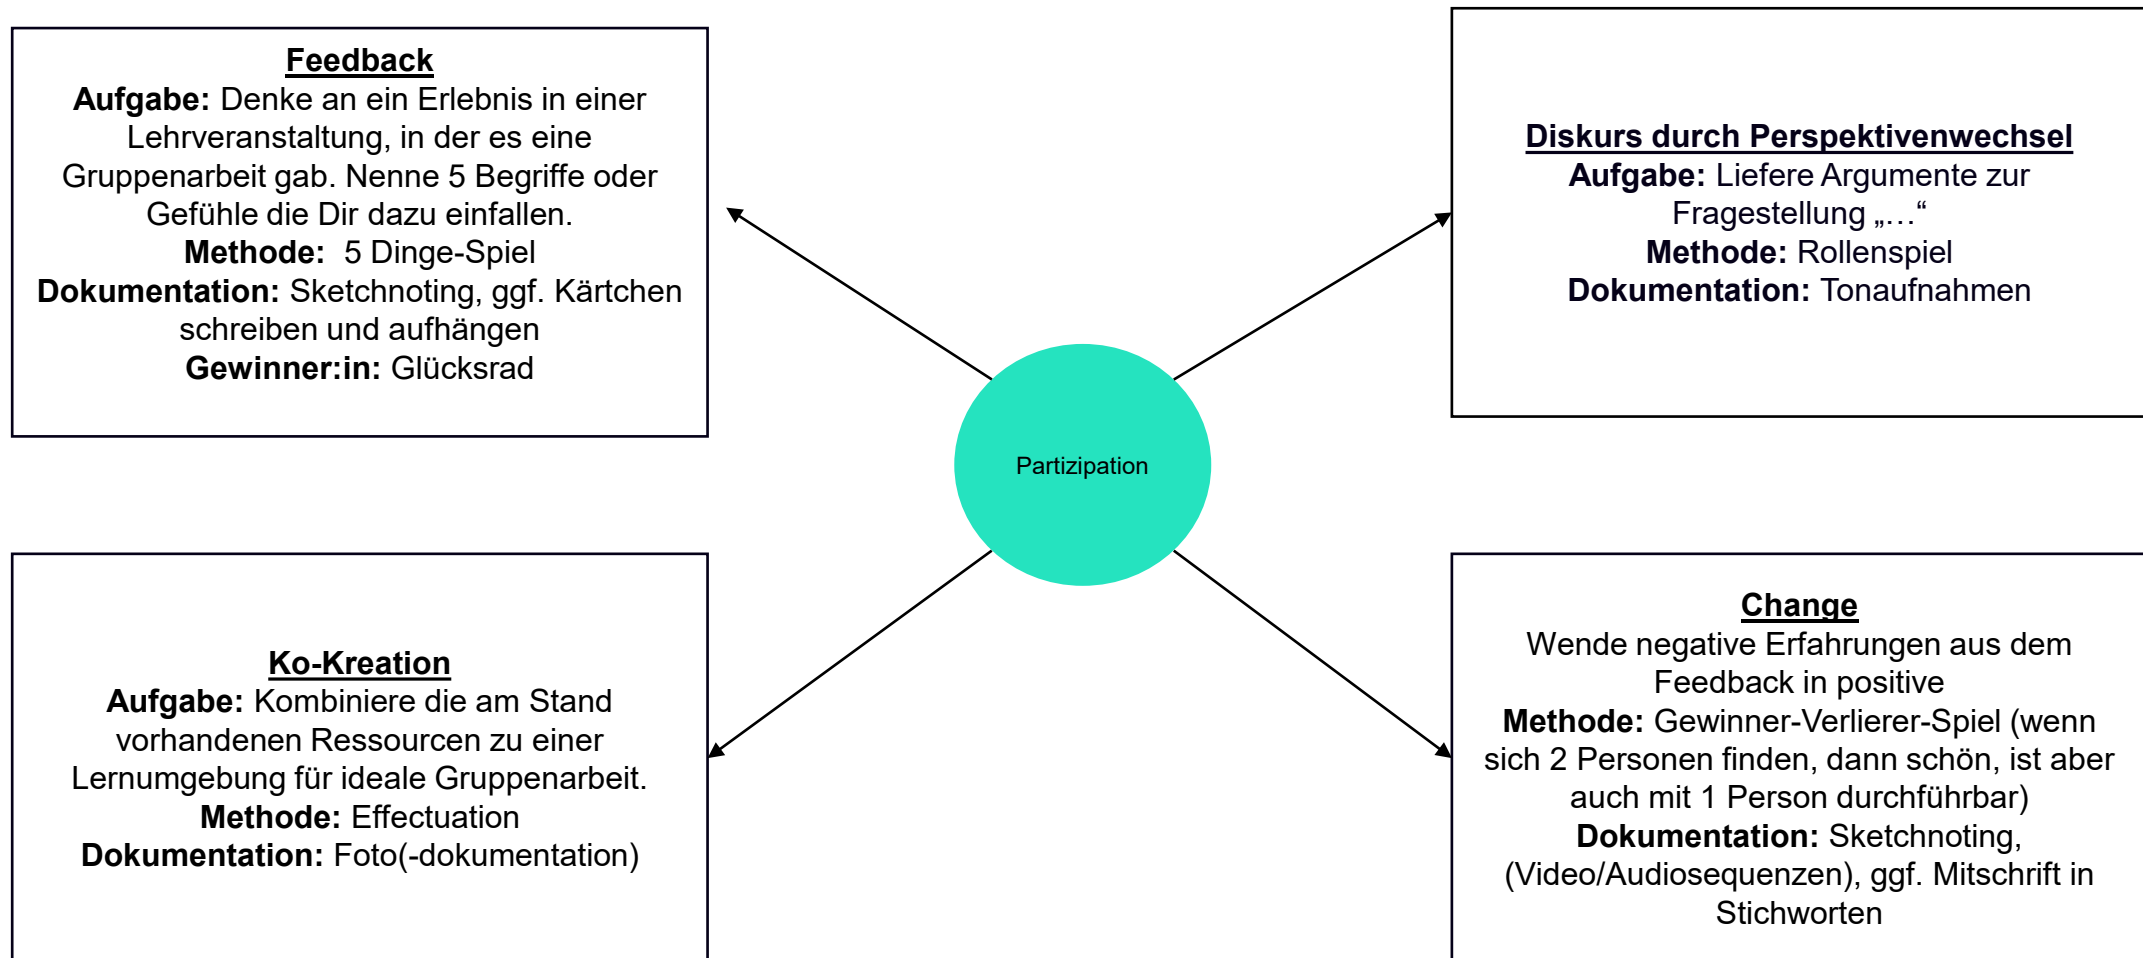 Feedback
Aufgabe: Denke an ein Erlebnis in einer
Lehrveranstaltung, in der es eine
Gruppenarbeit gab. Nenne 5 Begriffe oder
Gefühle die Dir dazu einfallen.
Methode:  5 Dinge-Spiel
Dokumentation: Sketchnoting, ggf. Kärtchen
schreiben und aufhängen
Gewinner:in: Glücksrad
Diskurs durch Perspektivenwechsel
Aufgabe: Liefere Argumente zur
Fragestellung „…“
Methode: Rollenspiel
Dokumentation: Tonaufnahmen
Partizipation
Ko-Kreation
Aufgabe: Kombiniere die am Stand
vorhandenen Ressourcen zu einer
Lernumgebung für ideale Gruppenarbeit.
Methode: Effectuation
Dokumentation: Foto(-dokumentation)
Change
Wende negative Erfahrungen aus dem
Feedback in positive
Methode: Gewinner-Verlierer-Spiel (wenn
sich 2 Personen finden, dann schön, ist aber
auch mit 1 Person durchführbar)
Dokumentation: Sketchnoting,
(Video/Audiosequenzen), ggf. Mitschrift in
Stichworten